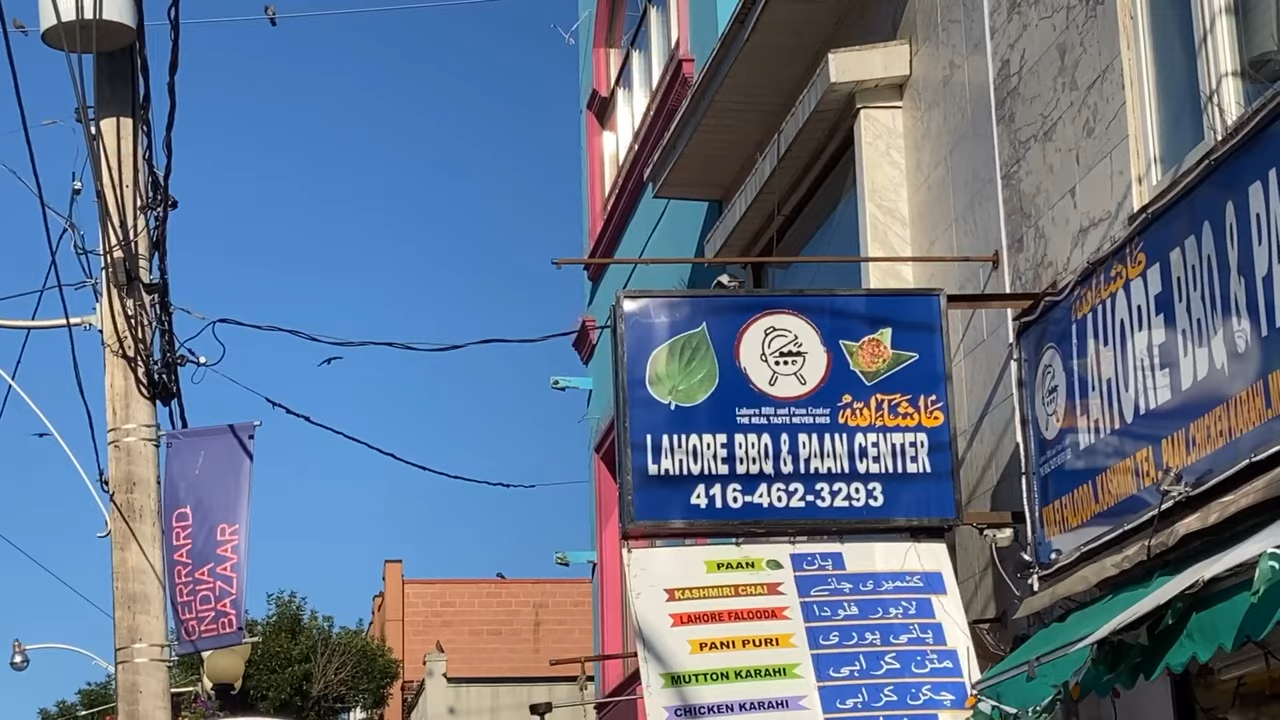 GERRARD
INDIA
BAZAAR
Lahore BBQ and Paan Center
THE REAL TASTE NEVER DIES
ماشاءاللہ
LAHORE BBQ & PAAN CENTER
416-462-3293
PAAN پان
KASHMIRI CHAI کشمیری چائے
LAHORE FALOODA لاہور فلودا
PANI PURI پانی پوری
MUTTON KARAHI مٹن کراہی
CHICKEN KARAHI چکن کراہی
ماشاءاللہ
LAHORE BBQ & PA
KULFI FALOODA..KASHMIRI TEA.. PAAN..CHICKEN KARAHI..